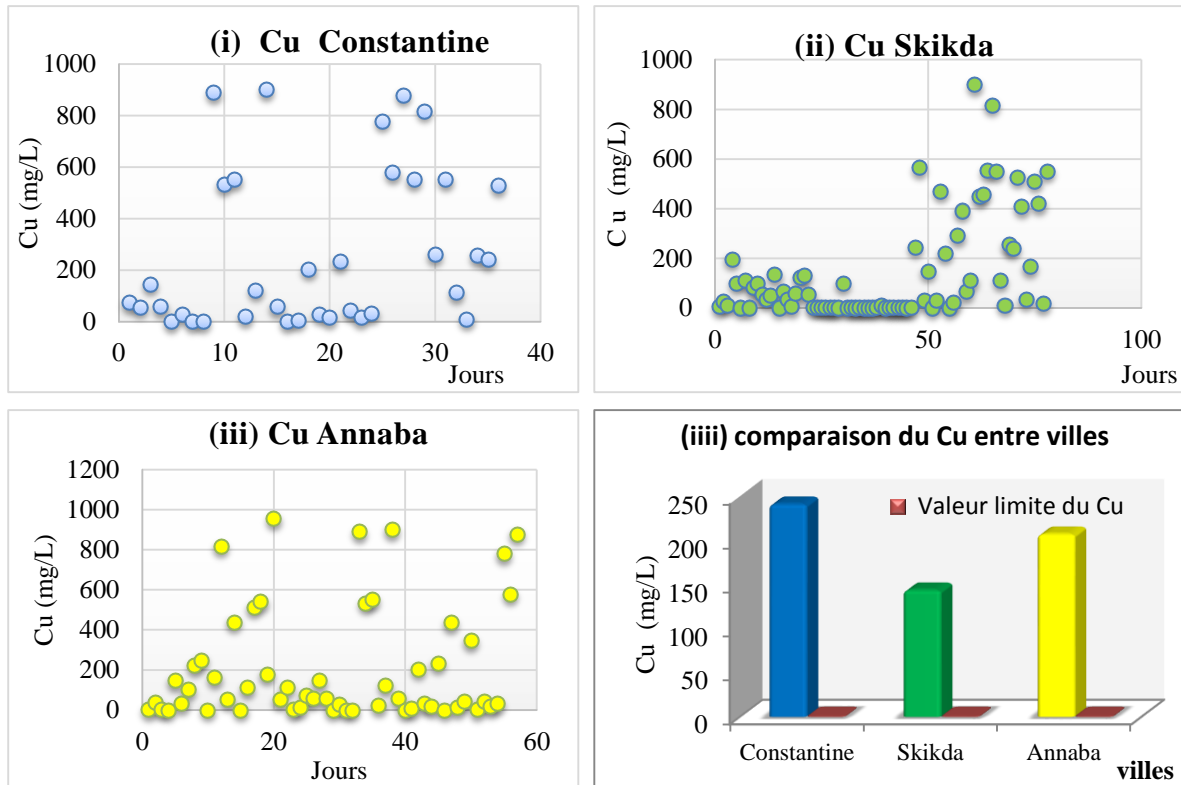 (i) Cu Constantine
Cu (mg/L)
1000
800
600
400
200
0
0 10 20 30 40
Jours
(ii) Cu Skikda
C u (mg/L)
1000
800
600
400
200
0
0 50 100
Jours
(iii) Cu Annaba
Cu (mg/L)
1200
1000
800
600
400
200
0
0 20 40 60
Jours
(iiii) comparaison du Cu entre villes
Valeur limite du Cu
Cu (mg/L)
250
200
150
100
50
0
Constantine Skikda Annaba
villes